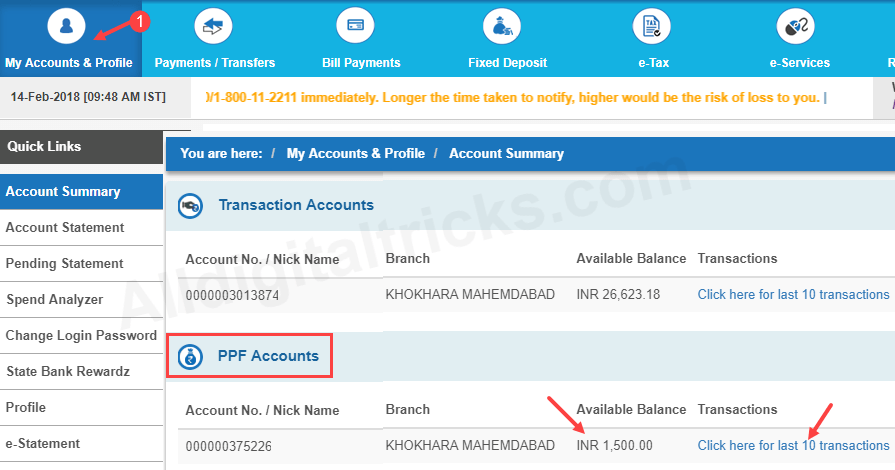 1
My Accounts & Profile
Payments / Transfers
Bill Payments
Fixed Deposit
e-Tax
e-Services
R
14-Feb-2018 [09:48 AM IST]
0/1-800-11-2211 immediately. Longer the time taken to notify, higher would be the risk of loss to you. |
Quick Links
You are here: / My Accounts & Profile / Account Summary
Account Summary
Account Statement
Pending Statement
Spend Analyzer
Change Login Password
State Bank Rewardz
Profile
e-Statement
Transaction Accounts
Account No. / Nick Name Branch Available Balance Transactions
0000003013874 KHOKHARA MAHEMDABAD INR 26,623.18 Click here for last 10 transactions
PPF Accounts
Account No. / Nick Name Branch Available Balance Transactions
000000375226 KHOKHARA MAHEMDABAD INR 1,500.00 Click here for last 10 transactions
Alldigitaltricks.com